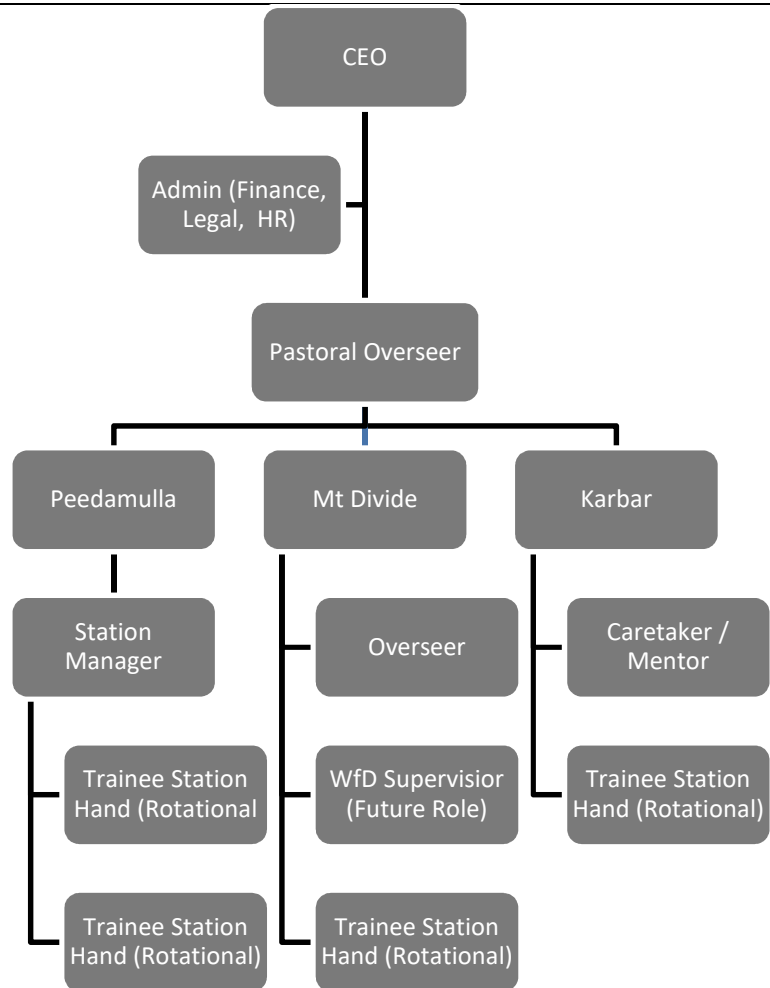 CEO
Admin (Finance,
Legal,  HR)
Pastoral Overseer
Peedamulla
Mt Divide
Karbar
Station
Manager
Overseer
Caretaker /
Mentor
Trainee Station
Hand (Rotational
WfD Supervisior
(Future Role)
Trainee Station
Hand (Rotational)
Trainee Station
Hand (Rotational)
Trainee Station
Hand (Rotational)